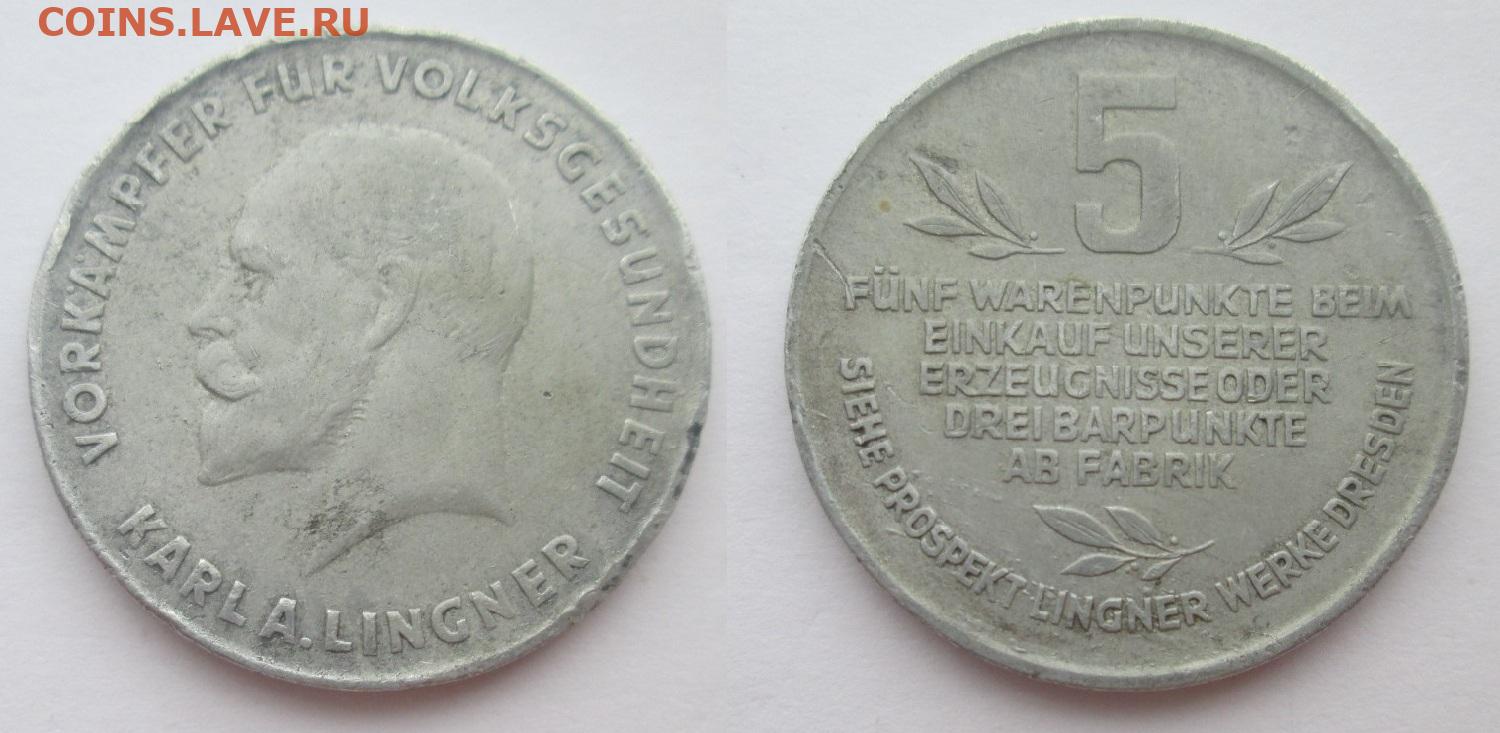 COINS.LAVE.RU
VORKÄMPFER FÜR VOLKSGESUNDHEIT
KARL A. LINGNER
5
FÜNF WARENPUNKTE BEIM
EINKAUF UNSERER
ERZEUGNISSE ODER
DREI BARPUNKTE
AB FABRIK
SIEHE PROSPEKT LINGNER WERKE DRESDEN